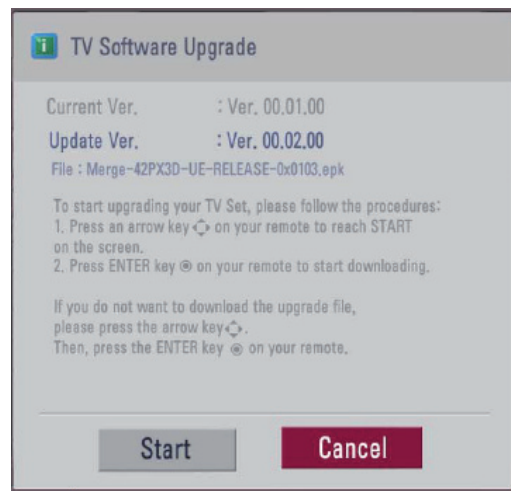 TV Software Upgrade
Current Ver. : Ver. 00.01.00
Update Ver. : Ver. 00.02.00
File : Merge-42PX3D-UE-RELEASE-0x0103.epk
To start upgrading your TV Set, please follow the procedures:
1. Press an arrow key on your remote to reach START
on the screen.
2. Press ENTER key on your remote to start downloading.
If you do not want to download the upgrade file,
please press the arrow key .
Then, press the ENTER key on your remote.
Start Cancel